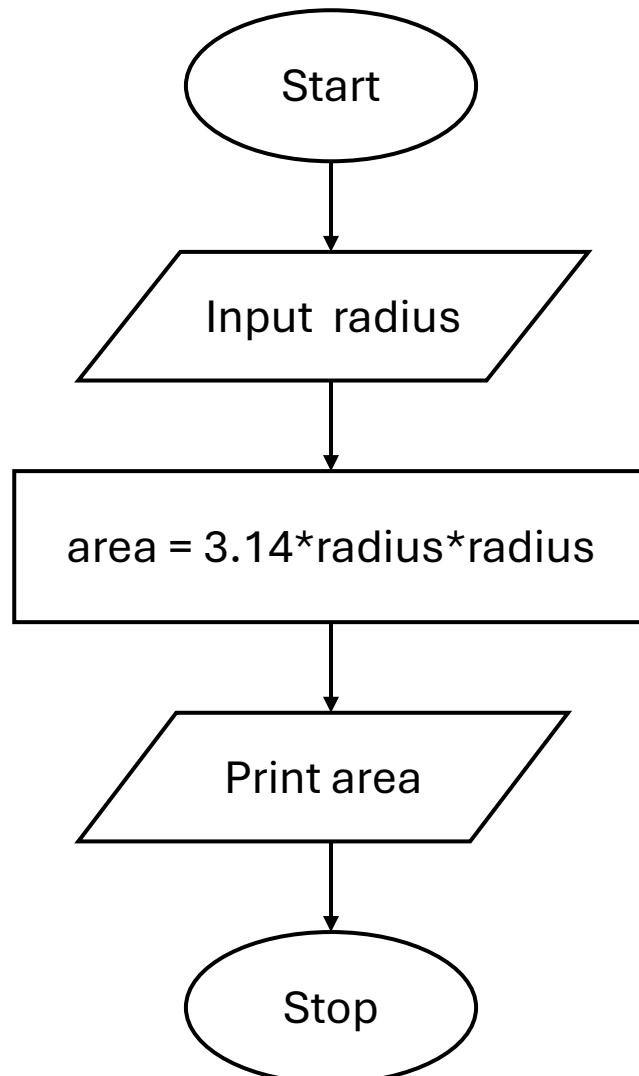 Start
Input radius
area = 3.14*radius*radius
Print area
Stop